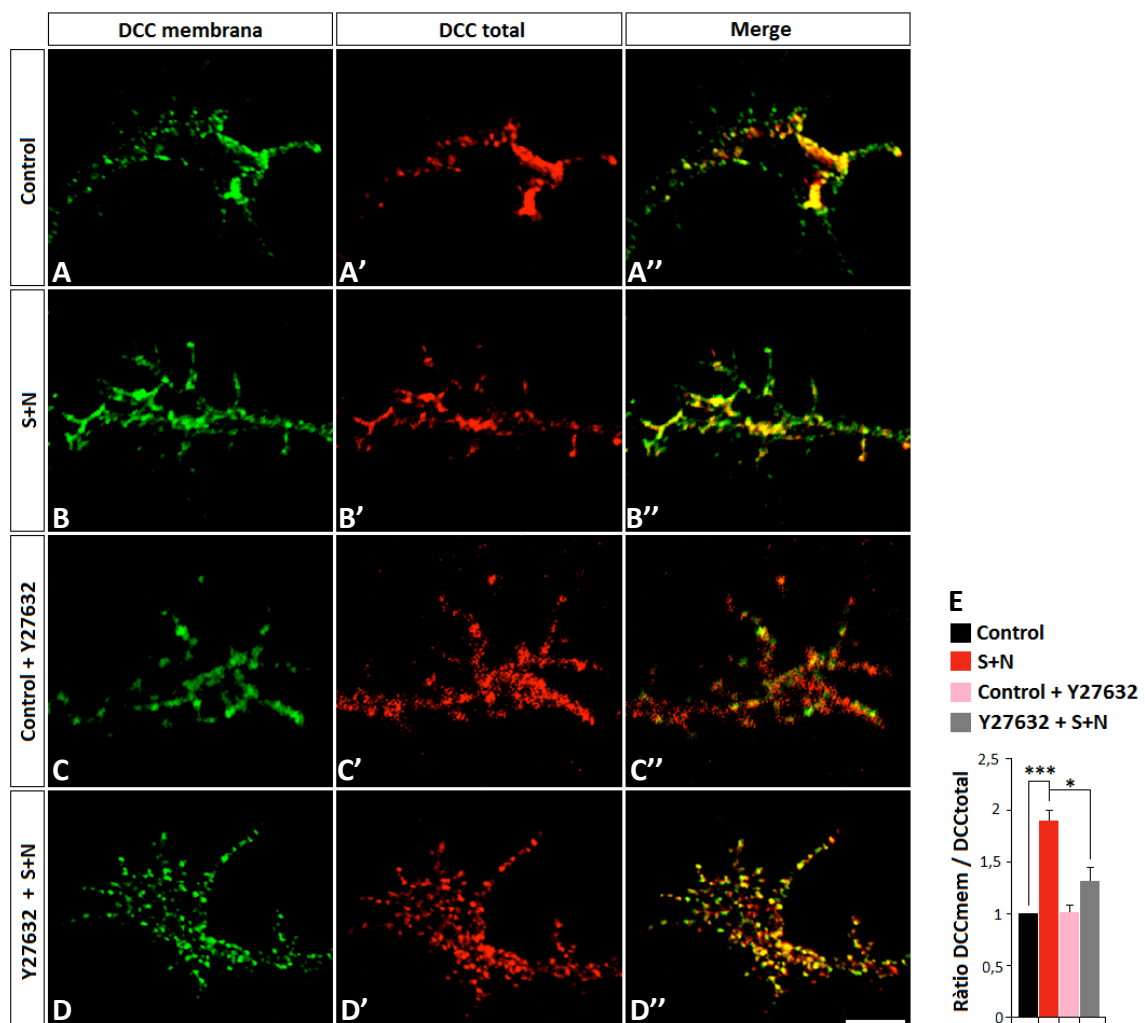 DCC membrana
DCC total
Merge
Control
A
A’
A’’
S+N
B
B’
B’’
Control + Y27632
C
C’
C’’
Y27632 + S+N
D
D’
D’’
E
Control
S+N
Control + Y27632
Y27632 + S+N
Ràtio DCCmem / DCCtotal
2,5
2
1,5
1
0,5
0
***
*